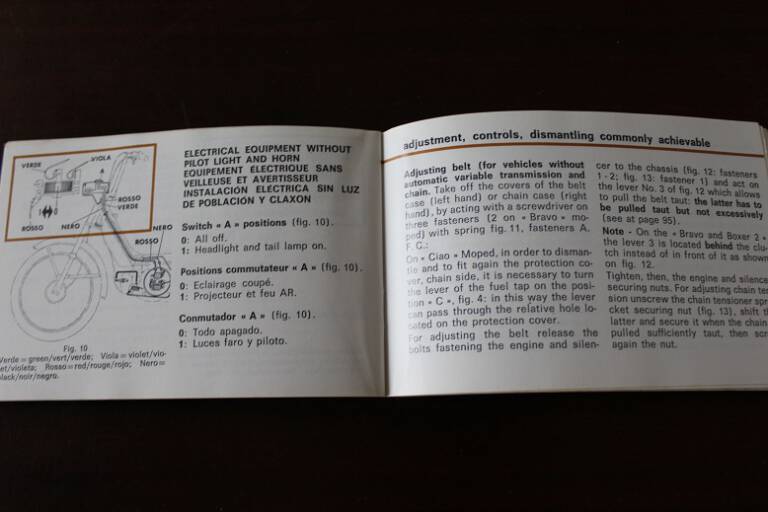 VERDE
VIOLA
ROSSO
VERDE
ROSSO
NERO
NERO
ROSSO
Fig. 10
Verde = green/vert/verde; Viola = violet/vio-
let/violeta; Rosso=red/rouge/rojo; Nero=
black/noir/negro.
ELECTRICAL EQUIPMENT WITHOUT
PILOT LIGHT AND HORN
EQUIPEMENT ELECTRIQUE SANS
VEILLEUSE ET AVERTISSEUR
INSTALACIÓN ELÉCTRICA SIN LUZ
DE POBLACIÓN Y CLAXON
Switch « A » positions (fig. 10).
0: All off.
1: Headlight and tail lamp on.
Positions commutateur « A » (fig. 10).
0: Eclairage coupé.
1: Projecteur et feu AR.
Conmutador « A » (fig. 10).
0: Todo apagado.
1: Luces faro y piloto.
adjustment, controls, dismantling commonly achievable
Adjusting belt (for vehicles without
automatic variable transmission and
chain. Take off the covers of the belt
case (left hand) or chain case (right
hand), by acting with a screwdriver on
three fasteners (2 on « Bravo » mo-
ped) with spring fig. 11, fasteners A.
F. C.:
On « Ciao » Moped, in order to disman-
tle and to fit again the protection co-
ver, chain side, it is necessary to turn
the lever of the fuel tap on the posi-
tion « C », fig. 4: in this way the lever
can pass through the relative hole lo-
cated on the protection cover.
For adjusting the belt release the
bolts fastening the engine and silen-
cer to the chassis (fig. 12: fasteners
1 - 2; fig. 13: fastener 1) and act on
the lever No. 3 of fig. 12 which allows
to pull the belt taut: the latter has to
be pulled taut but not excessively
(see at page 95).
Note - On the « Bravo and Boxer 2 »
the lever 3 is located behind the clu-
tch instead of in front of it as shown
on fig. 12.
Tighten, then, the engine and silence
securing nuts. For adjusting chain ten
sion unscrew the chain tensioner spr
cket securing nut (fig. 13), shift th
latter and secure it when the chain
pulled sufficiently taut, then scr
again the nut.